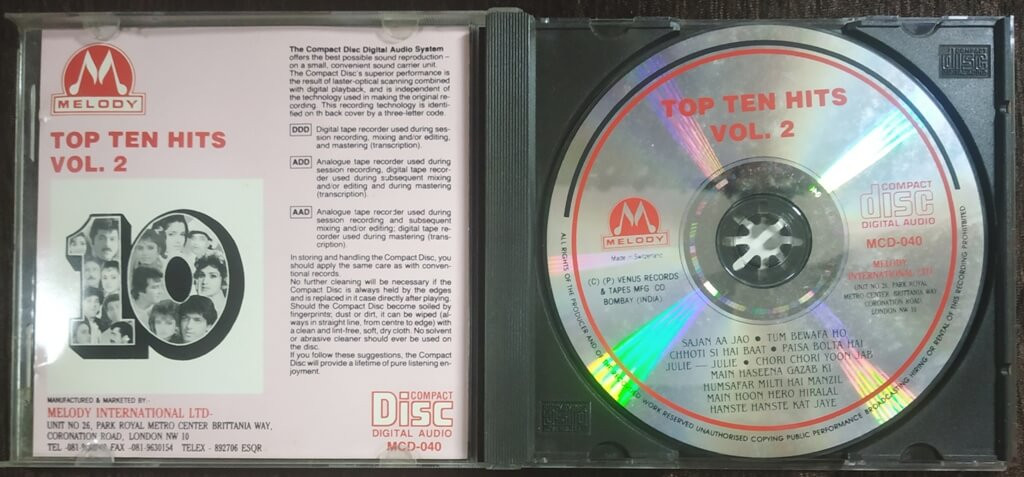 MELODY
TOP TEN HITS
VOL. 2
10
The Compact Disc Digital Audio System
offers the best possible sound reproduction –
on a small, convenient sound carrier unit.
The Compact Disc's superior performance is
the result of laster-optical scanning combined
with digital playback, and is independent of
the technology used in making the original re-
cording. This recording technology is identi-
fied on th back cover by a three-letter code.
DDD Digital tape recorder used during ses-
sion recording, mixing and/or editing,
and mastering (transcription).
ADD Analogue tape recorder used during
session recording, digital tape recor-
der used during subsequent mixing
and/or editing and during mastering
(transcription).
AAD Analogue tape recorder used during
session recording and subsequent
mixing and/or editing; digital tape re-
corder used during mastering (trans-
cription).
In storing and handling the Compact Disc, you
should apply the same care as with conven-
tional records.
No further cleaning will be necessary if the
Compact Disc is always held by the edges
and is replaced in it case directly after playing.
Should the Compact Disc become soiled by
fingerprints; dust or dirt, it can be wiped (al-
ways in straight line, from centre to edge) with
a clean and lint-free, soft, dry cloth. No solvent
or abrasive cleaner should ever be used on
the disc.
If you follow these suggestions, the Compact
Disc will provide a lifetime of pure listening en-
joyment.
MANUFACTURED & MARKETED BY:-
MELODY INTERNATIONAL LTD-
UNIT NO 26, PARK ROYAL METRO CENTER BRITTANIA WAY,
CORONATION ROAD, LONDON NW 10
TEL -081- FAX -081-9630154 TELEX - 892706 ESQR
COMPACT
disc
DIGITAL AUDIO
MCD-040
COMPACT
disc
TOP TEN HITS
VOL. 2
MELODY
Made in Switzerland
(C) (P) VENUS RECORDS
& TAPES MFG CO
BOMBAY (INDIA)
COMPACT
disc
DIGITAL AUDIO
MCD-040
MELODY
INTERNATIONAL LTD-
UNIT NO 26, PARK ROYAL
METRO CENTER BRITTANIA WAY,
CORONATION ROAD,
LONDON NW 10
SAJAN AA JAO • TUM BEWAFA HO
CHHOTI SI HAI BAAT • PAISA BOLTA HAI
JULIE — JULIE • CHORI CHORI YOON JAB
MAIN HASEENA GAZAB KI
HUMSAFAR MILTI HAI MANZIL
MAIN HOON HERO HIRALAL
HANSTE HANSTE KAT JAYE
ALL RIGHTS OF THE PRODUCER AND OF WORK RESERVED UNAUTHORISED COPYING PUBLIC PERFORMANCE BROADCASTING HIRING OR RENTAL OF THIS RECORDING PROHIBITED